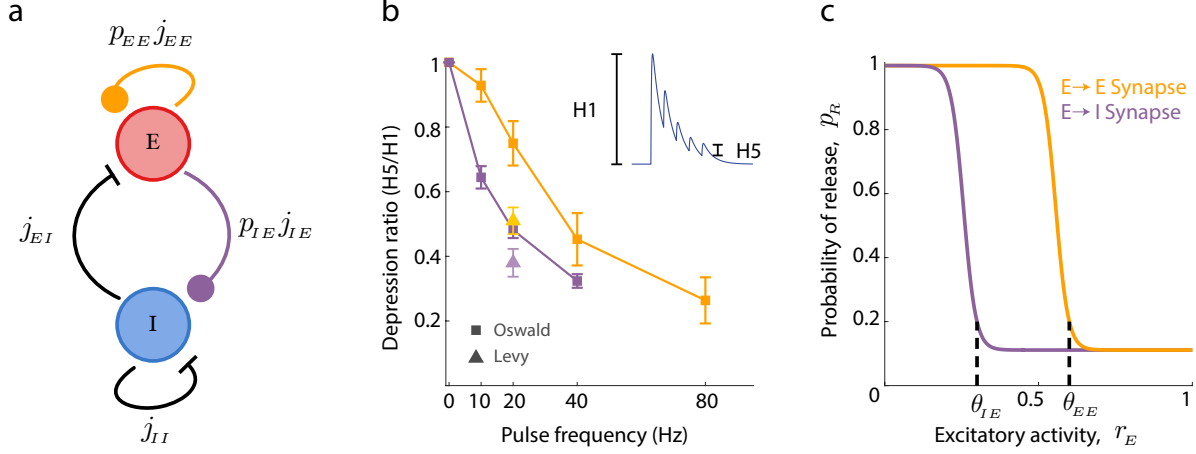 a
p_EE j_EE
E
j_EI
p_IE j_IE
I
j_II
b
Depression ratio (H5/H1)
1
0.8
0.6
0.4
0.2
H1
H5
Oswald
Levy
0 10 20 40 80
Pulse frequency (Hz)
c
Probability of release, p_R
1
0.8
0.6
0.4
0.2
0
E→E Synapse
E→I Synapse
θ_IE 0.5 θ_EE 1
Excitatory activity, r_E